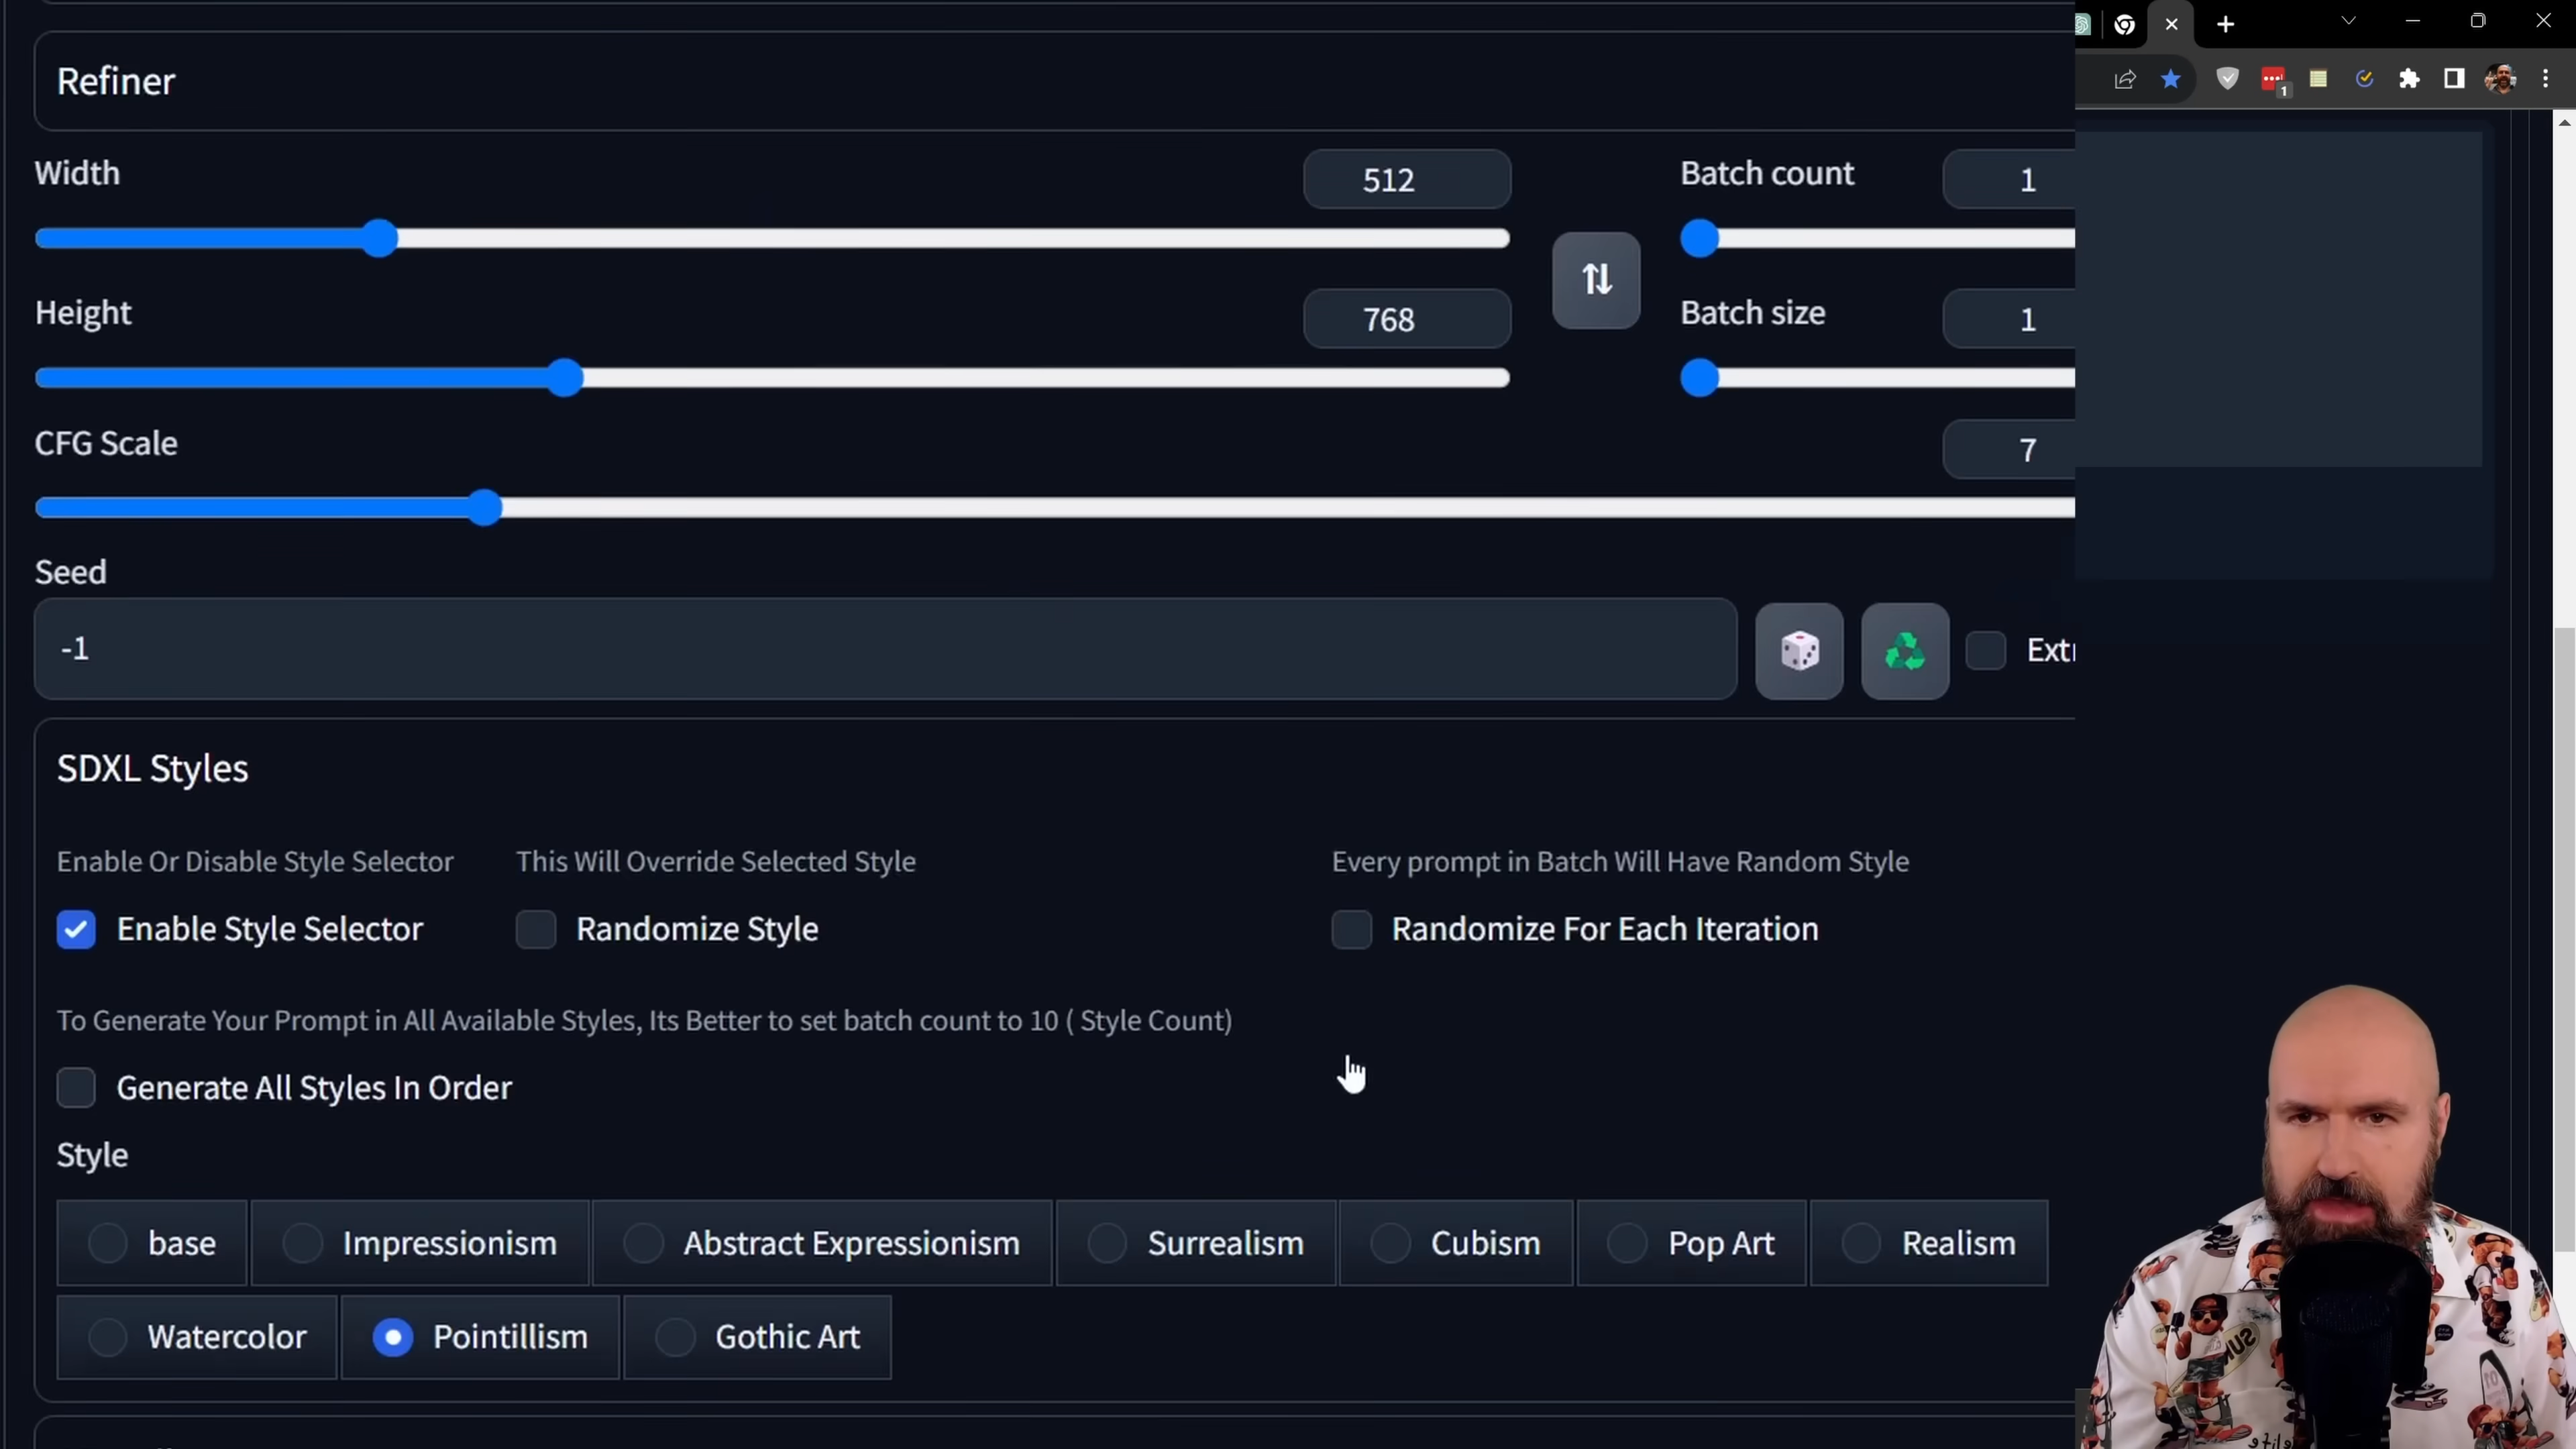 Refiner
Width 512 Batch count 1
Height 768 Batch size 1
CFG Scale 7
Seed
-1 Extr
SDXL Styles
Enable Or Disable Style Selector This Will Override Selected Style Every prompt in Batch Will Have Random Style
Enable Style Selector Randomize Style Randomize For Each Iteration
To Generate Your Prompt in All Available Styles, Its Better to set batch count to 10 ( Style Count)
Generate All Styles In Order
Style
base Impressionism Abstract Expressionism Surrealism Cubism Pop Art Realism
Watercolor Pointillism Gothic Art
1